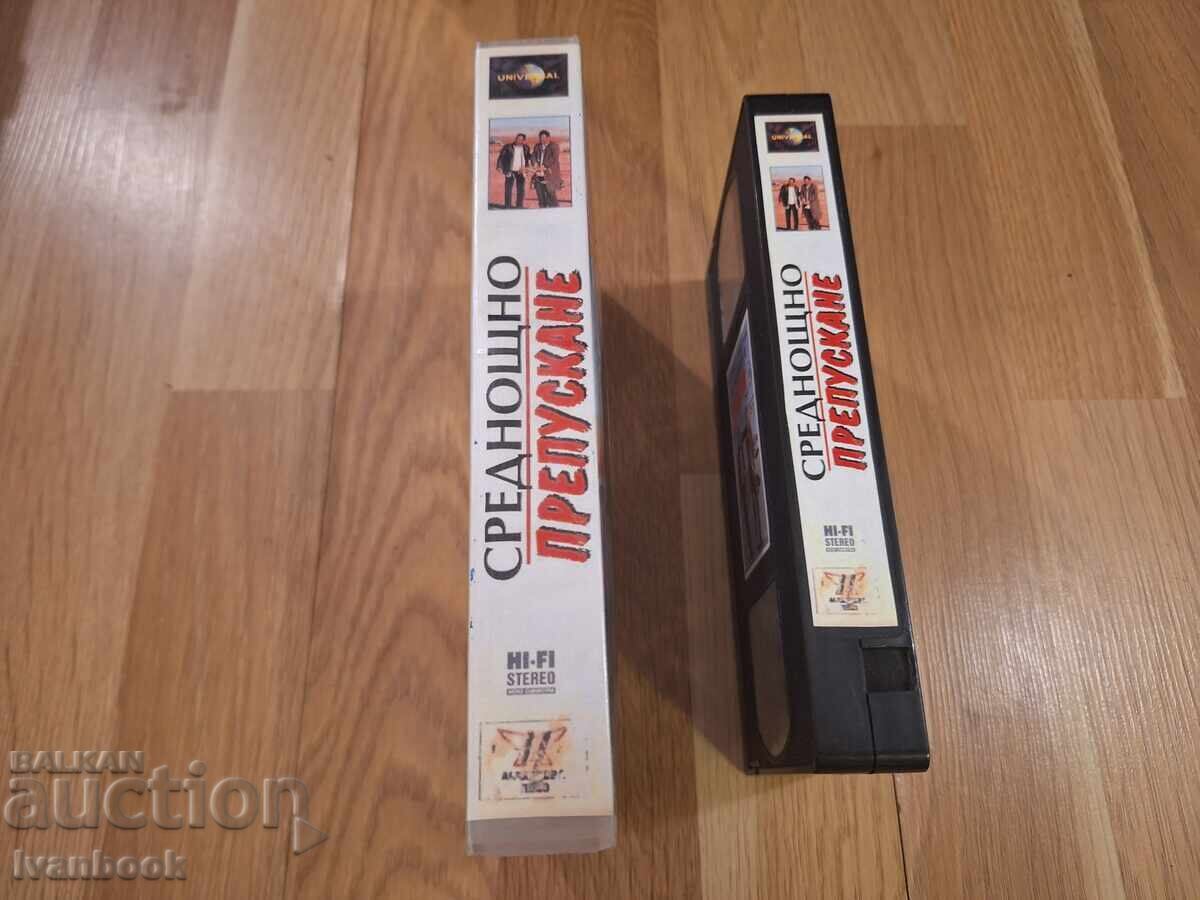 UNIVERSAL
СРЕДНОЩНО
ПРЕПУСКАНЕ
HI-FI
STEREO
UNIVERSAL
СРЕДНОЩНО
ПРЕПУСКАНЕ
HI-FI
STEREO
BALKAN
auction
Ivanbook